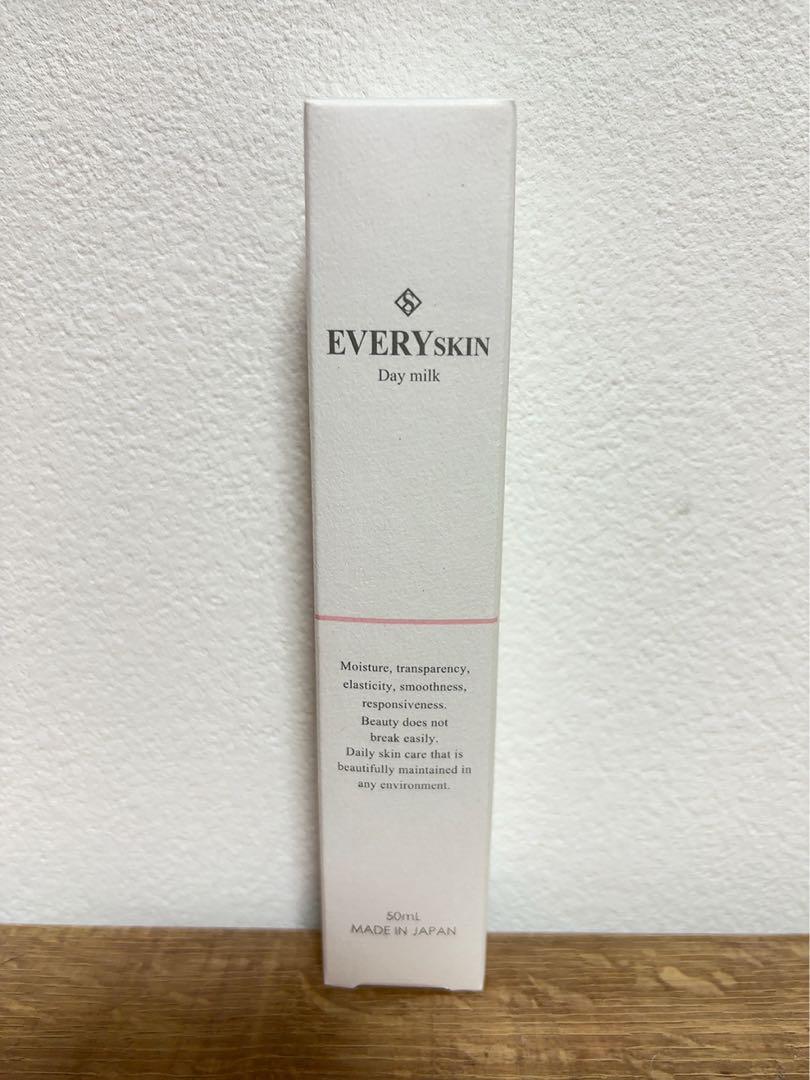 S
EVERYSKIN
Day milk
Moisture, transparency,
elasticity, smoothness,
responsiveness.
Beauty does not
break easily.
Daily skin care that is
beautifully maintained in
any environment.
50mL
MADE IN JAPAN